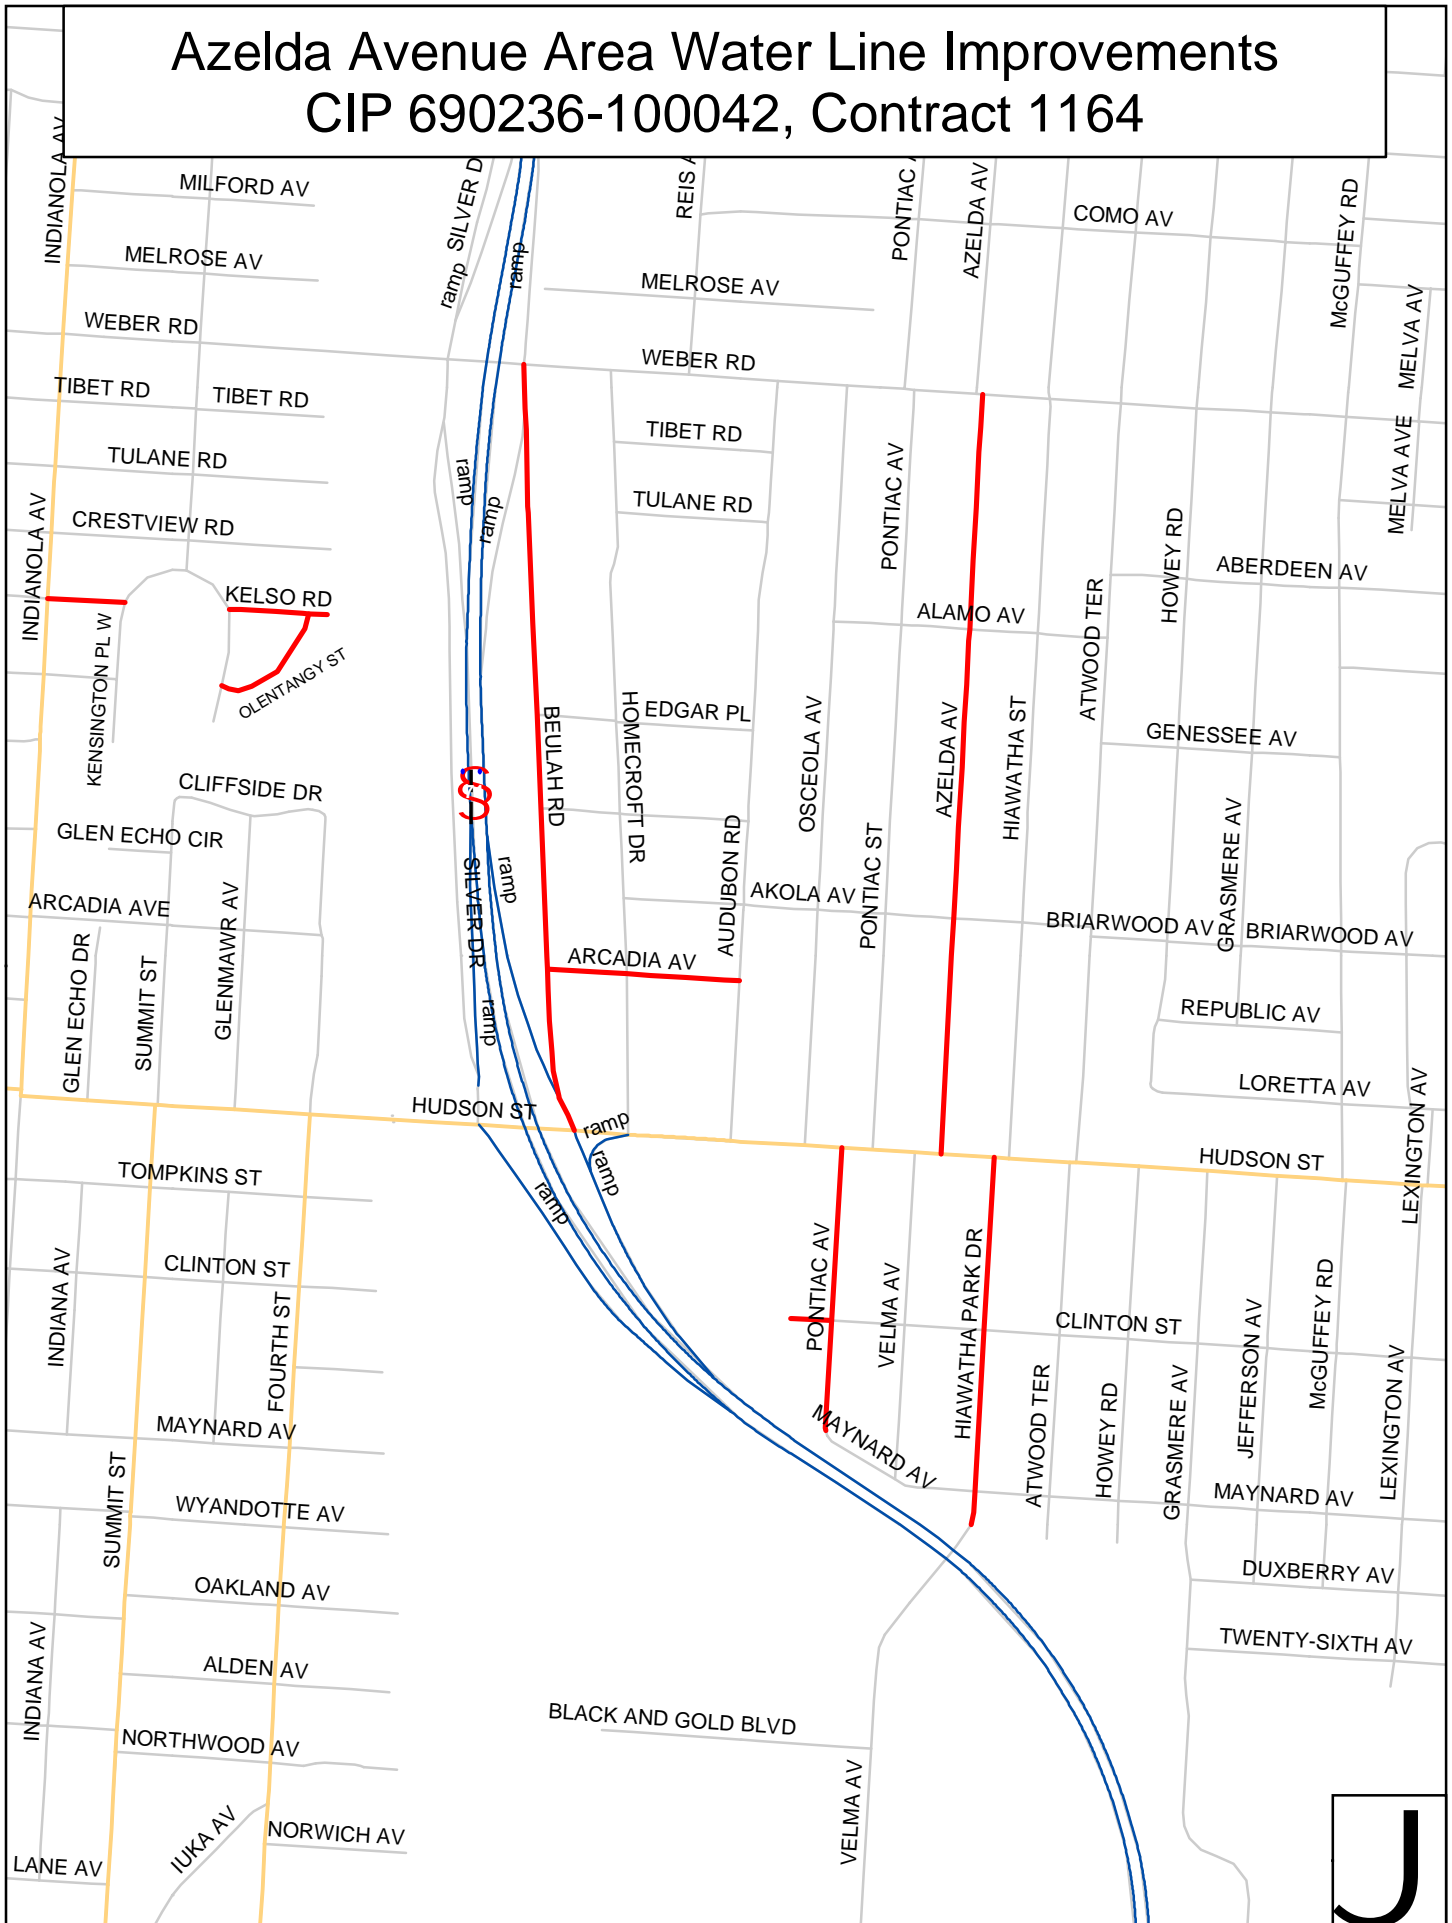 Azelda Avenue Area Water Line Improvements
CIP 690236-100042, Contract 1164
INDIANOLA AV
MILFORD AV
SILVER D
REIS
PONTIAC
AZELDA AV
COMO AV
McGUFFEY RD
MELROSE AV
ramp
ramp
MELROSE AV
MELVA AV
WEBER RD
WEBER RD
TIBET RD
TIBET RD
TIBET RD
MELVA AVE
TULANE RD
ramp
ramp
TULANE RD
PONTIAC AV
HOWEY RD
INDIANOLA AV
CRESTVIEW RD
ABERDEEN AV
KELSO RD
ALAMO AV
ATWOOD TER
KENSINGTON PL W
OLENTANGY ST
BEULAH RD
HOMECROFT DR
EDGAR PL
OSCEOLA AV
AZELDA AV
HIAWATHA ST
GENESSEE AV
CLIFFSIDE DR
GLEN ECHO CIR
SILVER DR
ramp
AUDUBON RD
PONTIAC ST
GRASMERE AV
ARCADIA AVE
GLENMAWR AV
AKOLA AV
BRIARWOOD AV
BRIARWOOD AV
GLEN ECHO DR
SUMMIT ST
ARCADIA AV
ramp
REPUBLIC AV
LORETTA AV
LEXINGTON AV
HUDSON ST
ramp
ramp
HUDSON ST
TOMPKINS ST
ramp
INDIANA AV
CLINTON ST
FOURTH ST
PONTIAC AV
VELMA AV
HIAWATHA PARK DR
CLINTON ST
JEFFERSON AV
McGUFFEY RD
LEXINGTON AV
ATWOOD TER
HOWEY RD
GRASMERE AV
MAYNARD AV
MAYNARD AV
MAYNARD AV
SUMMIT ST
WYANDOTTE AV
DUXBERRY AV
OAKLAND AV
INDIANA AV
TWENTY-SIXTH AV
ALDEN AV
BLACK AND GOLD BLVD
NORTHWOOD AV
VELMA AV
IUKA AV
NORWICH AV
LANE AV